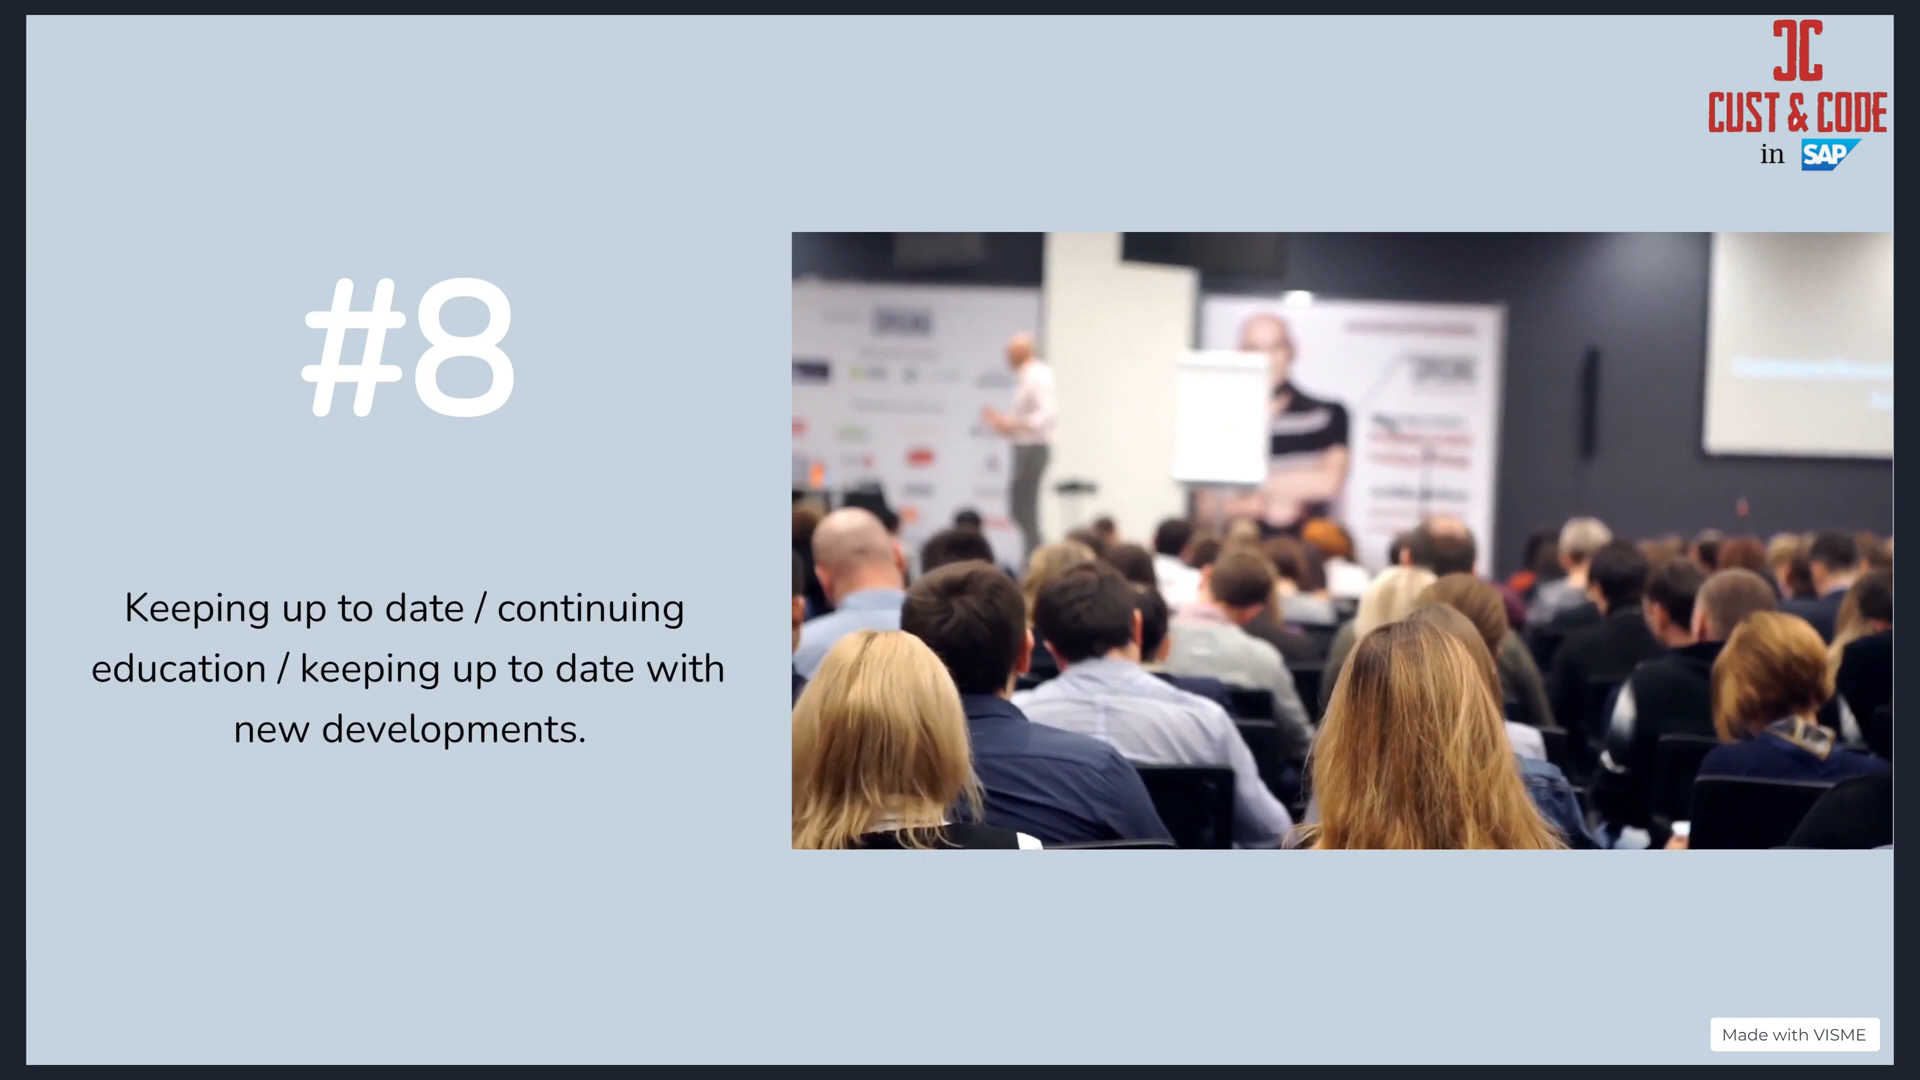 CUST & CODE
in SAP
#8
Keeping up to date / continuing
education / keeping up to date with
new developments.
Made with VISME